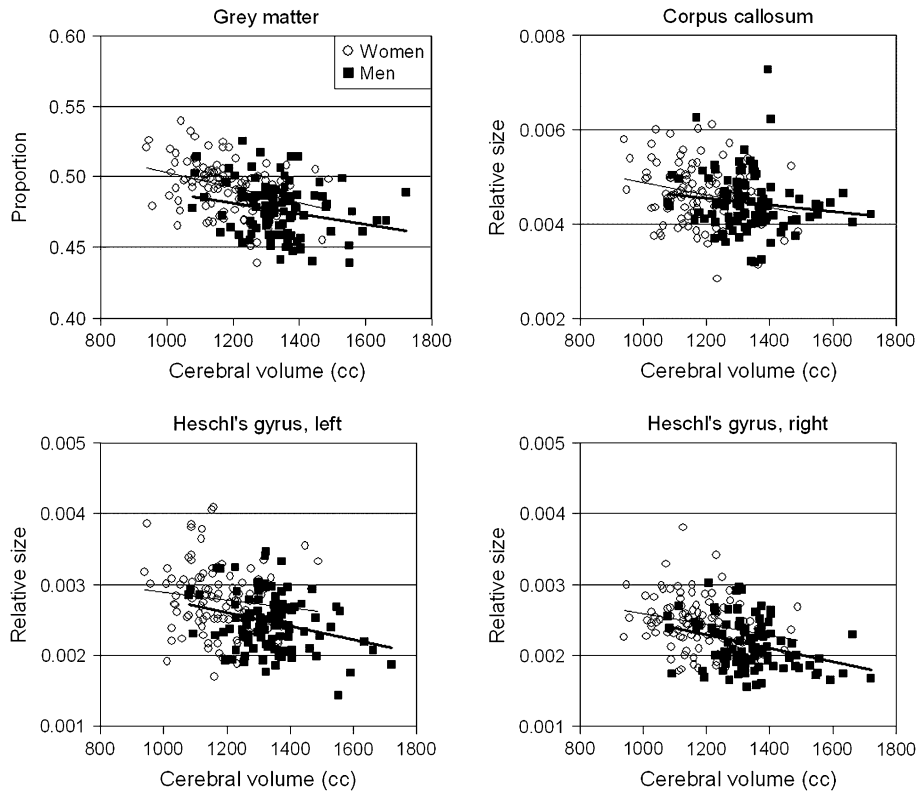 Grey matter
0.60
0.55
0.50
0.45
0.40
Proportion
Women
Men
800 1000 1200 1400 1600 1800
Cerebral volume (cc)
Corpus callosum
0.008
0.006
0.004
0.002
Relative size
800 1000 1200 1400 1600 1800
Cerebral volume (cc)
Heschl's gyrus, left
0.005
0.004
0.003
0.002
0.001
Relative size
800 1000 1200 1400 1600 1800
Cerebral volume (cc)
Heschl's gyrus, right
0.005
0.004
0.003
0.002
0.001
Relative size
800 1000 1200 1400 1600 1800
Cerebral volume (cc)